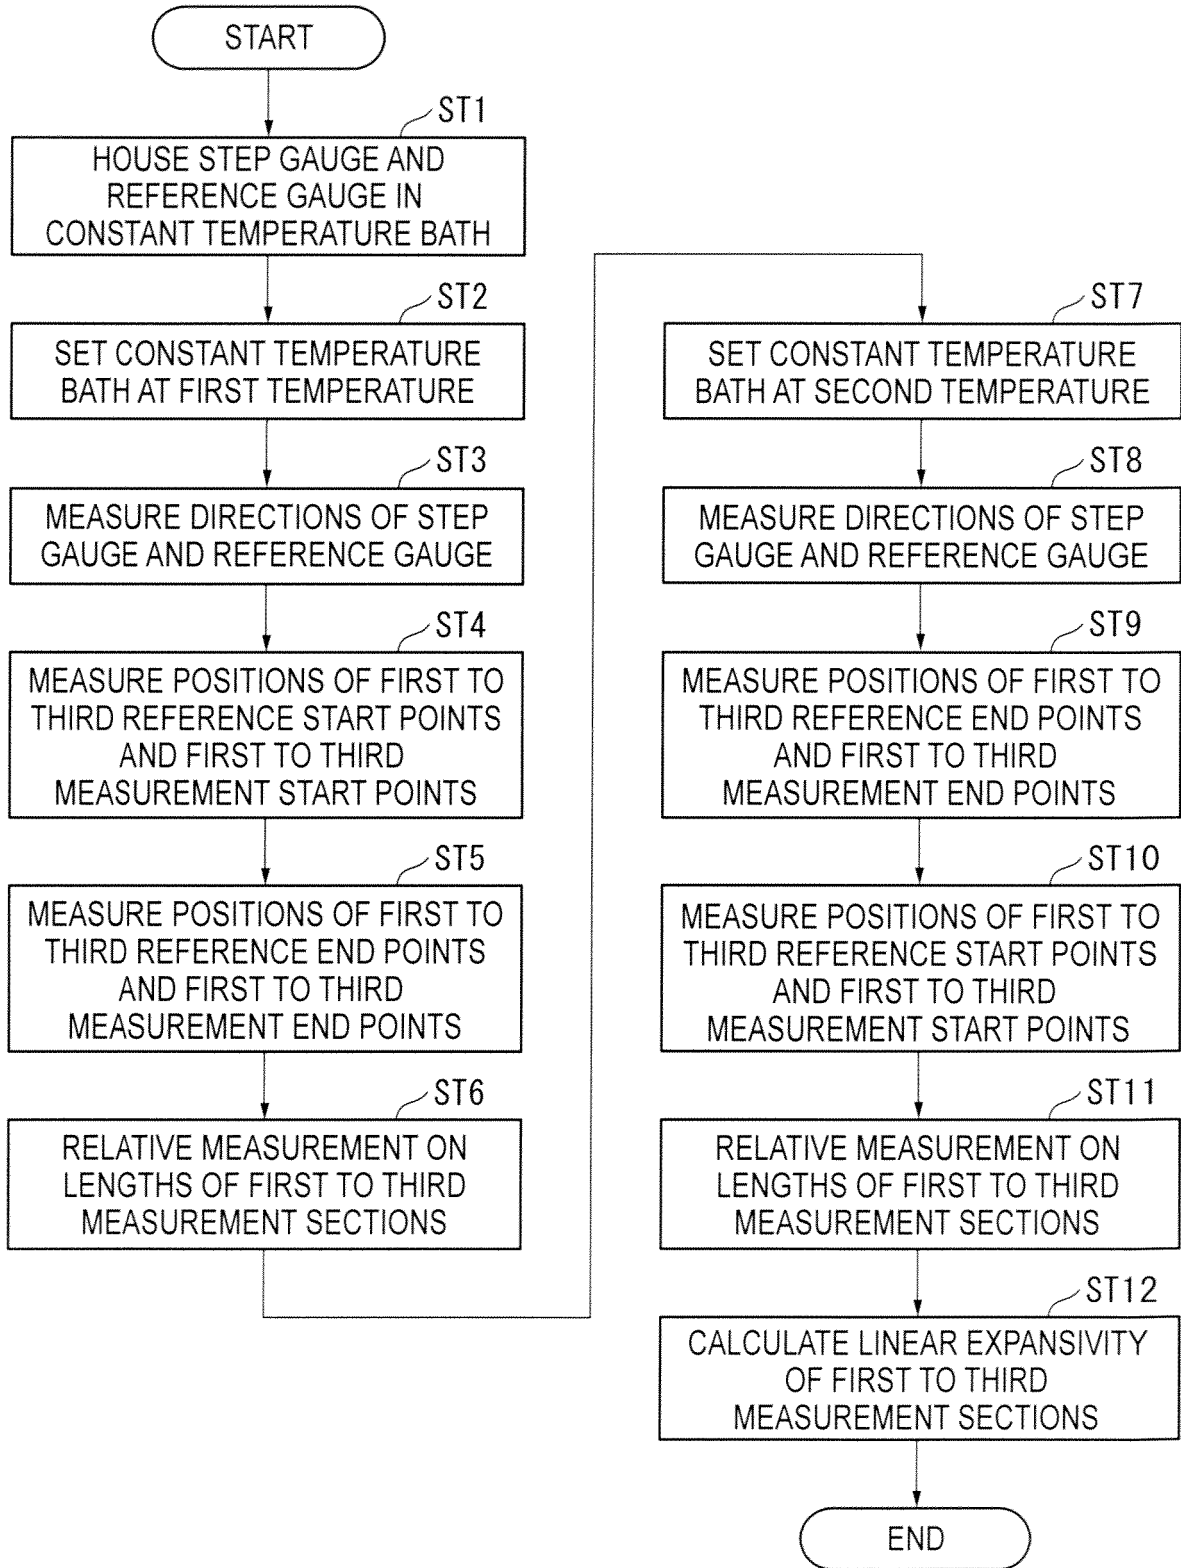 START
ST1
HOUSE STEP GAUGE AND
REFERENCE GAUGE IN
CONSTANT TEMPERATURE BATH
ST2
SET CONSTANT TEMPERATURE
BATH AT FIRST TEMPERATURE
ST3
MEASURE DIRECTIONS OF STEP
GAUGE AND REFERENCE GAUGE
ST4
MEASURE POSITIONS OF FIRST TO
THIRD REFERENCE START POINTS
AND FIRST TO THIRD
MEASUREMENT START POINTS
ST5
MEASURE POSITIONS OF FIRST TO
THIRD REFERENCE END POINTS
AND FIRST TO THIRD
MEASUREMENT END POINTS
ST6
RELATIVE MEASUREMENT ON
LENGTHS OF FIRST TO THIRD
MEASUREMENT SECTIONS
ST7
SET CONSTANT TEMPERATURE
BATH AT SECOND TEMPERATURE
ST8
MEASURE DIRECTIONS OF STEP
GAUGE AND REFERENCE GAUGE
ST9
MEASURE POSITIONS OF FIRST TO
THIRD REFERENCE END POINTS
AND FIRST TO THIRD
MEASUREMENT END POINTS
ST10
MEASURE POSITIONS OF FIRST TO
THIRD REFERENCE START POINTS
AND FIRST TO THIRD
MEASUREMENT START POINTS
ST11
RELATIVE MEASUREMENT ON
LENGTHS OF FIRST TO THIRD
MEASUREMENT SECTIONS
ST12
CALCULATE LINEAR EXPANSIVITY
OF FIRST TO THIRD
MEASUREMENT SECTIONS
END